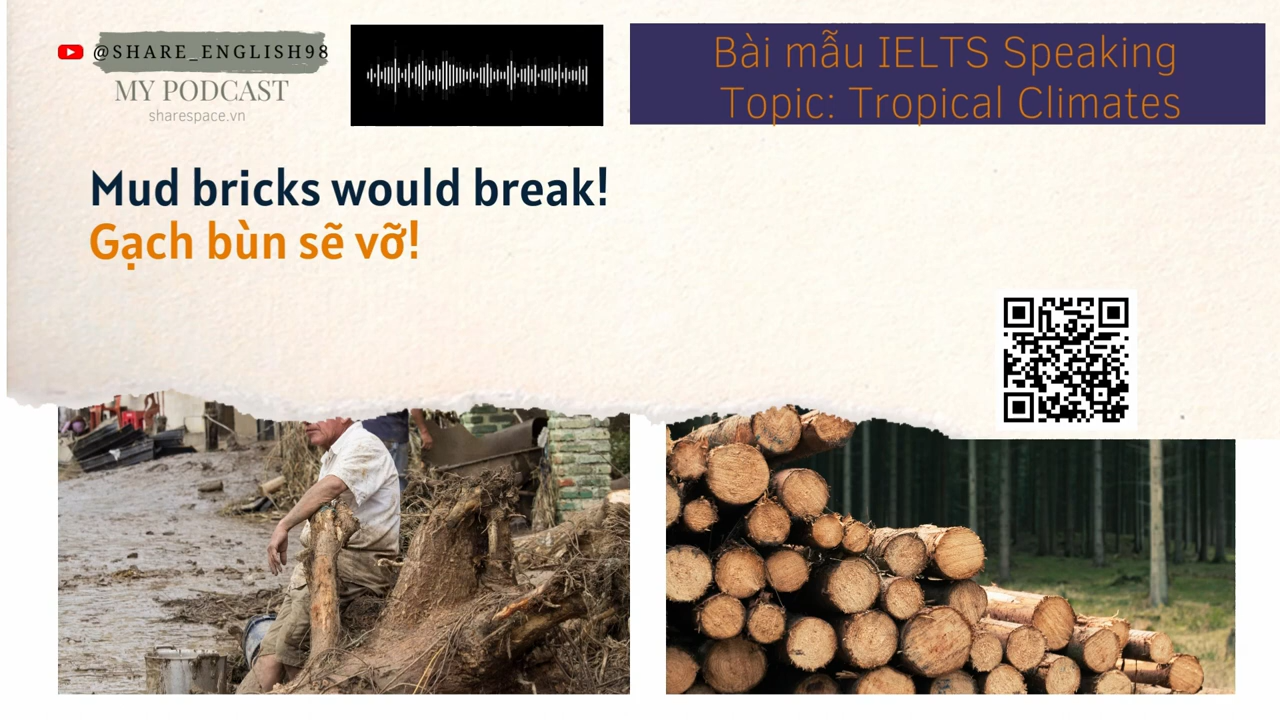 @SHARE_ENGLISH98
MY PODCAST
sharespace.vn
Bài mẫu IELTS Speaking
Topic: Tropical Climates
Mud bricks would break!
Gạch bùn sẽ vỡ!